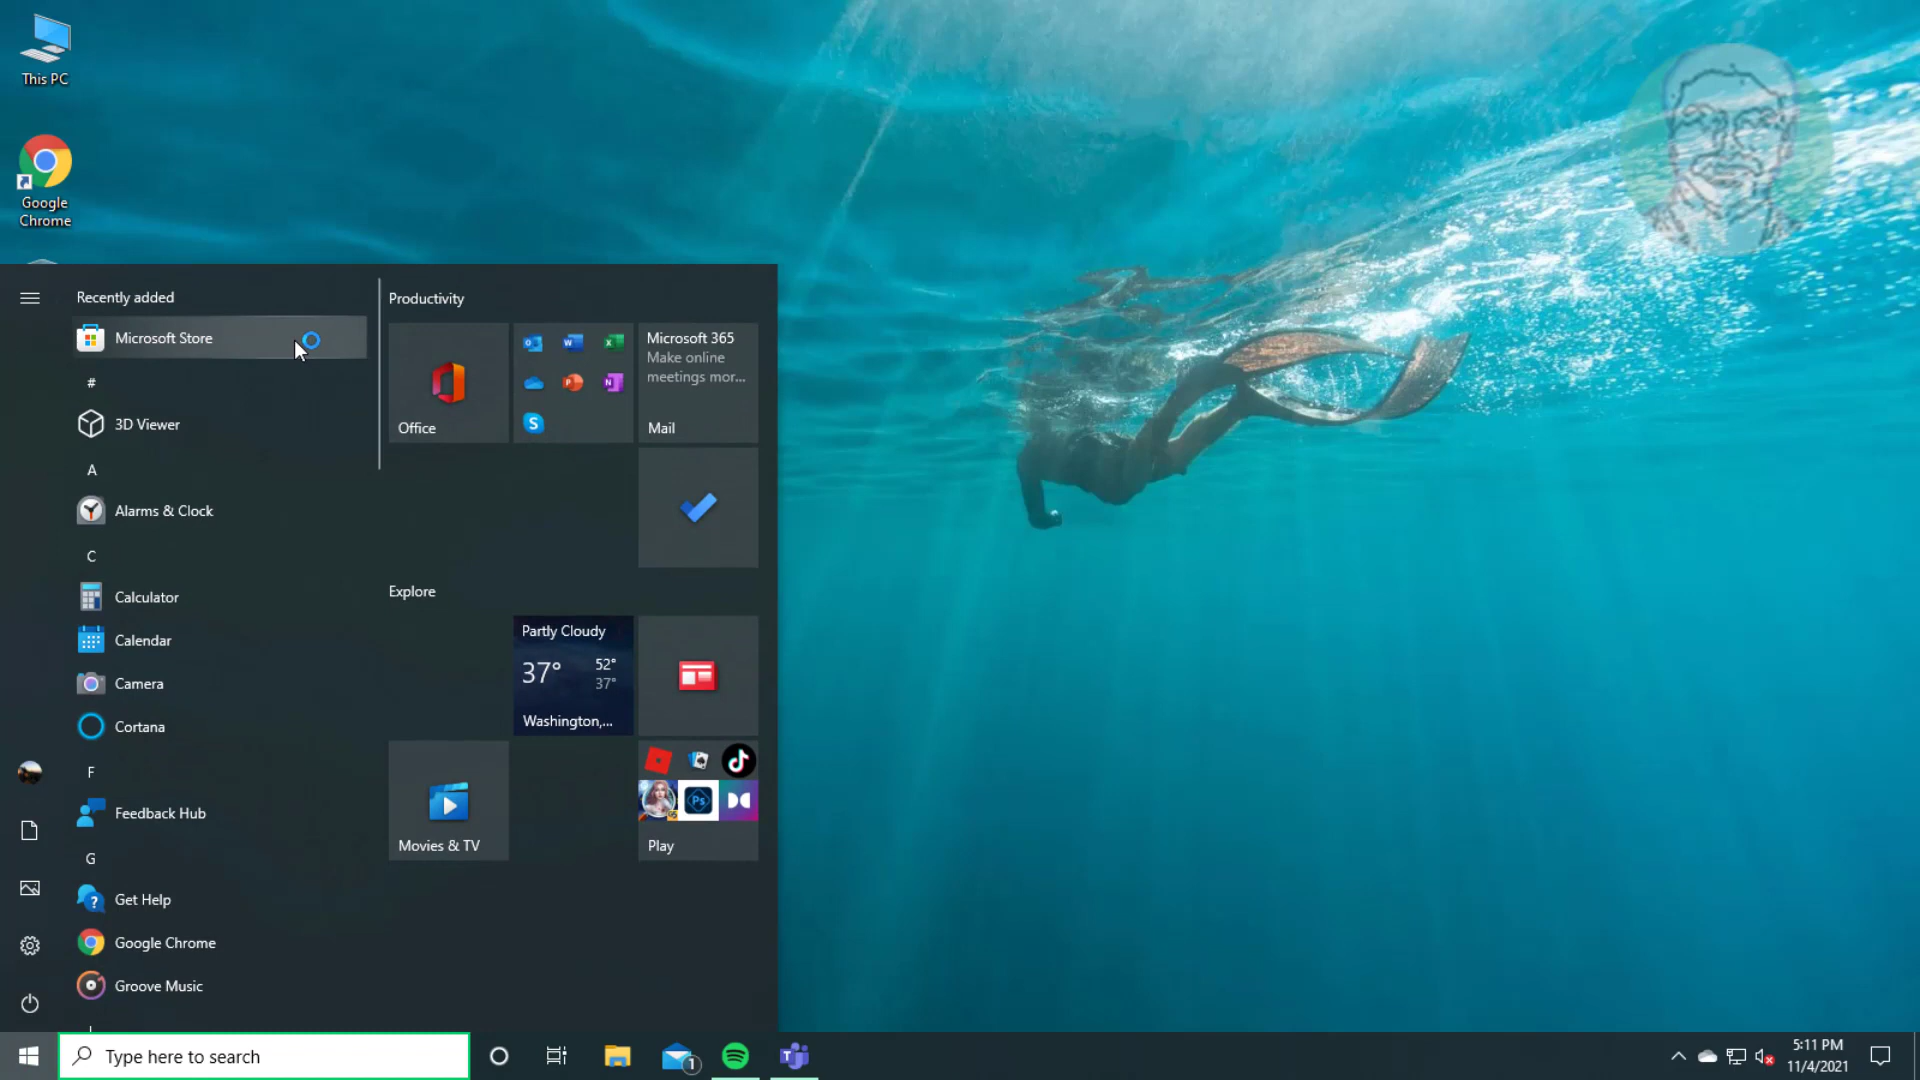 This PC
Google
Chrome
Recently added
Microsoft Store
#
3D Viewer
A
Alarms & Clock
C
Calculator
Calendar
Camera
Cortana
F
Feedback Hub
G
Get Help
Google Chrome
Groove Music
Productivity
Office
Microsoft 365
Make online
meetings mor...
Mail
Explore
Partly Cloudy
37° 52°
37°
Washington,...
Movies & TV
Play
Type here to search
1
5:11 PM
11/4/2021